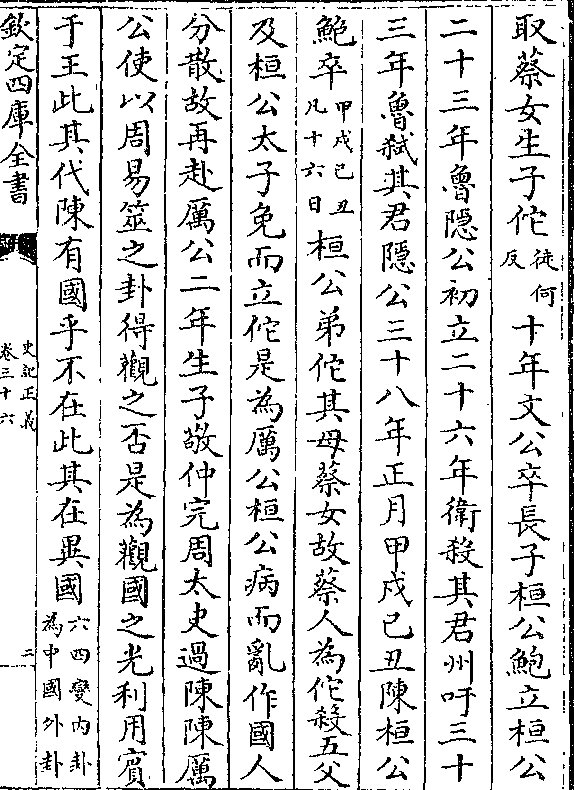 取蔡女生子佗徒何反十年文公卒長子桓公鮑立桓公
二十三年魯隱公初立二十六年衛殺其君州吁三十
三年魯弑其君隱公三十八年正月甲戍己丑陳桓公
鮑卒甲戍己丑凡十六日桓公弟佗其母蔡女故蔡人為佗殺五父
及桓公太子免而立佗是為厲公桓公病而亂作國人
分散故再赴厲公二年生子敬仲完周太史過陳陳厲
公使以周易筮之卦得觀之否是為觀國之光利用賓
于王此其代陳有國乎不在此其在異國六四變内卦為中國外卦
欽定四庫全書
史記正義
卷三十六
二